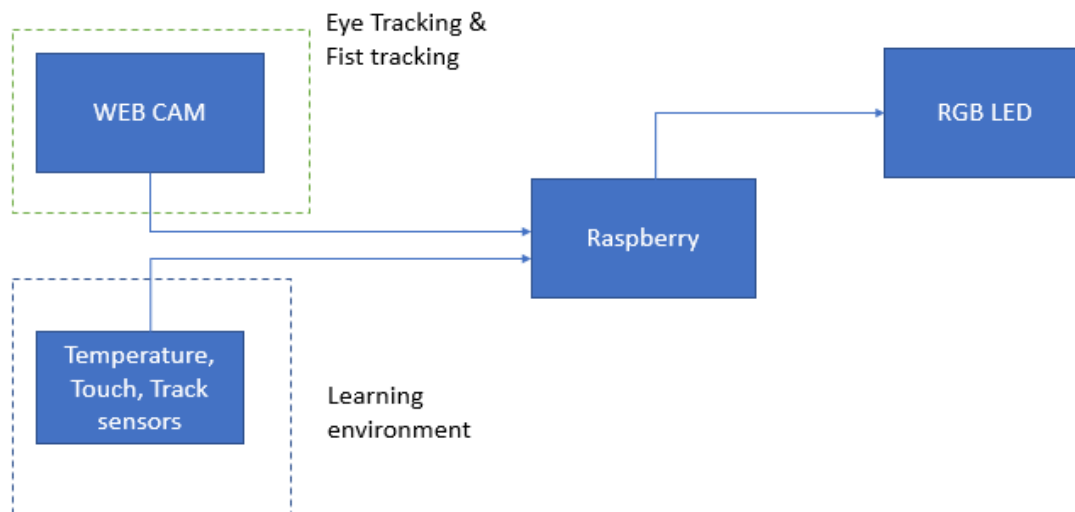 Eye Tracking &
Fist tracking
WEB CAM
RGB LED
Raspberry
Temperature,
Touch, Track
sensors
Learning
environment